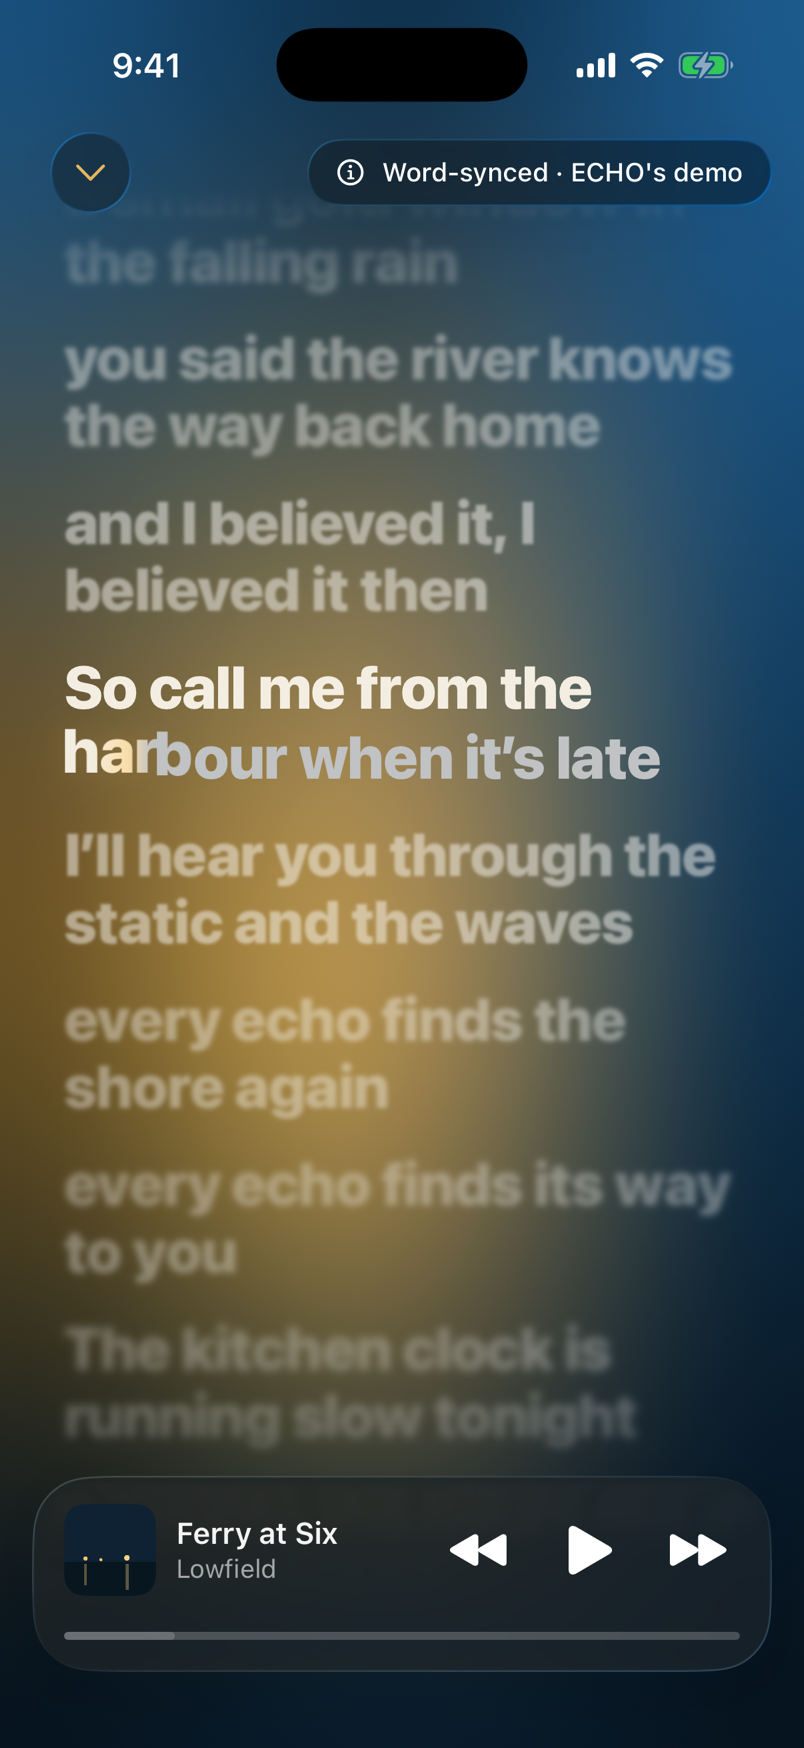 9:41
Word-synced · ECHO's demo
the falling rain
you said the river knows
the way back home
and I believed it, I
believed it then
So call me from the
harbour when it’s late
I’ll hear you through the
static and the waves
every echo finds the
shore again
every echo finds its way
to you
The kitchen clock is
running slow tonight
Ferry at Six
Lowfield